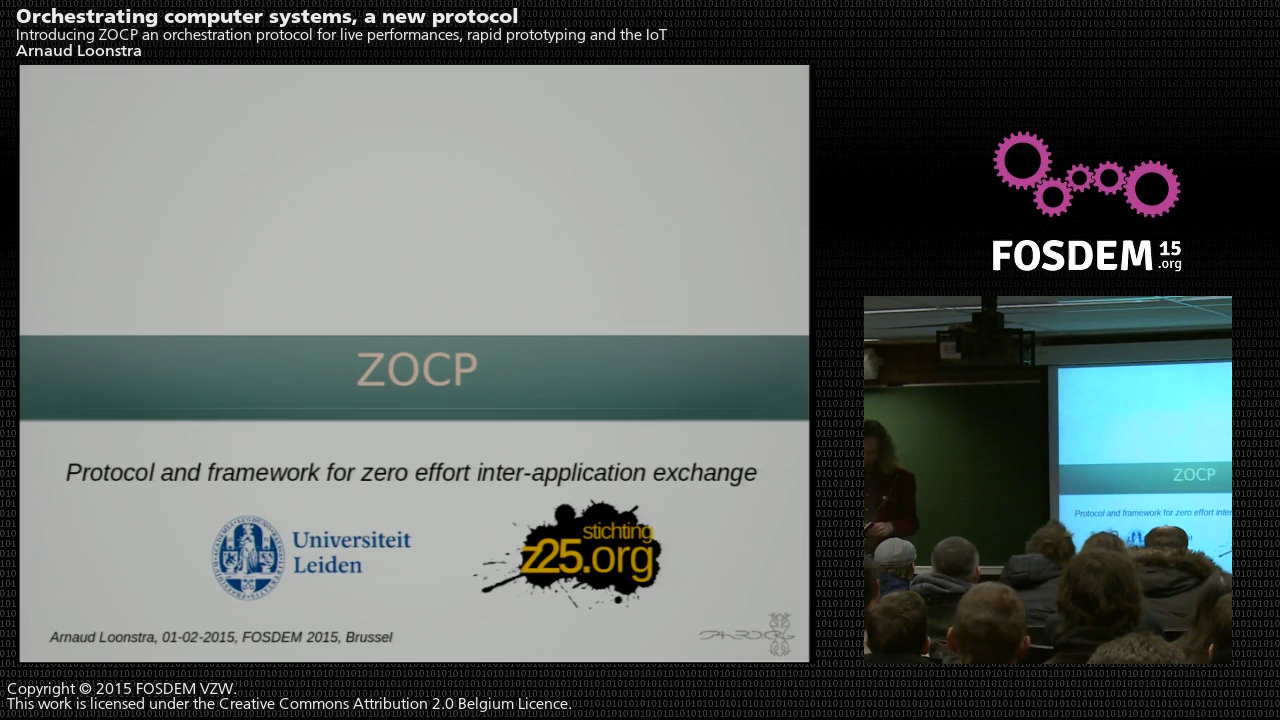 Orchestrating computer systems, a new protocol
Introducing ZOCP an orchestration protocol for live performances, rapid prototyping and the IoT
Arnaud Loonstra
ZOCP
Protocol and framework for zero effort inter-application exchange
Universiteit
Leiden
stichting
z25.org
Arnaud Loonstra, 01-02-2015, FOSDEM 2015, Brussel
FOSDEM 15
.org
ZOCP
Protocol and framework for zero effort inter
Copyright © 2015 FOSDEM VZW.
This work is licensed under the Creative Commons Attribution 2.0 Belgium Licence.